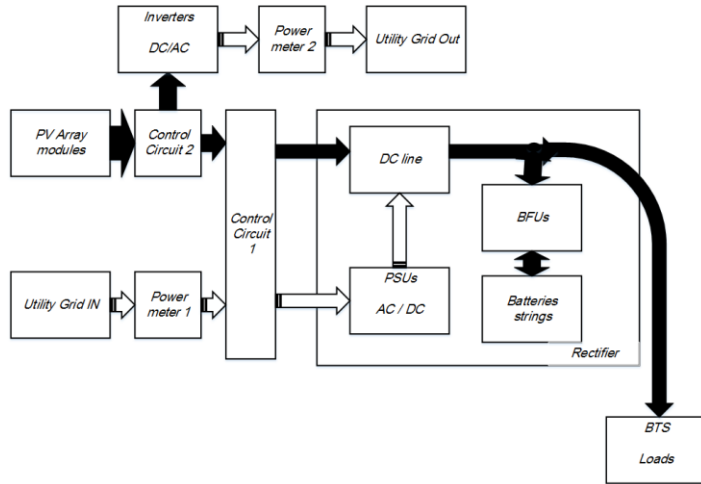 Inverters
DC/AC
Power
meter 2
Utility Grid Out
PV Array
modules
Control
Circuit 2
DC line
Control
Circuit
1
BFUs
Utility Grid IN
Power
meter 1
PSUs
AC / DC
Batteries
strings
Rectifier
BTS
Loads